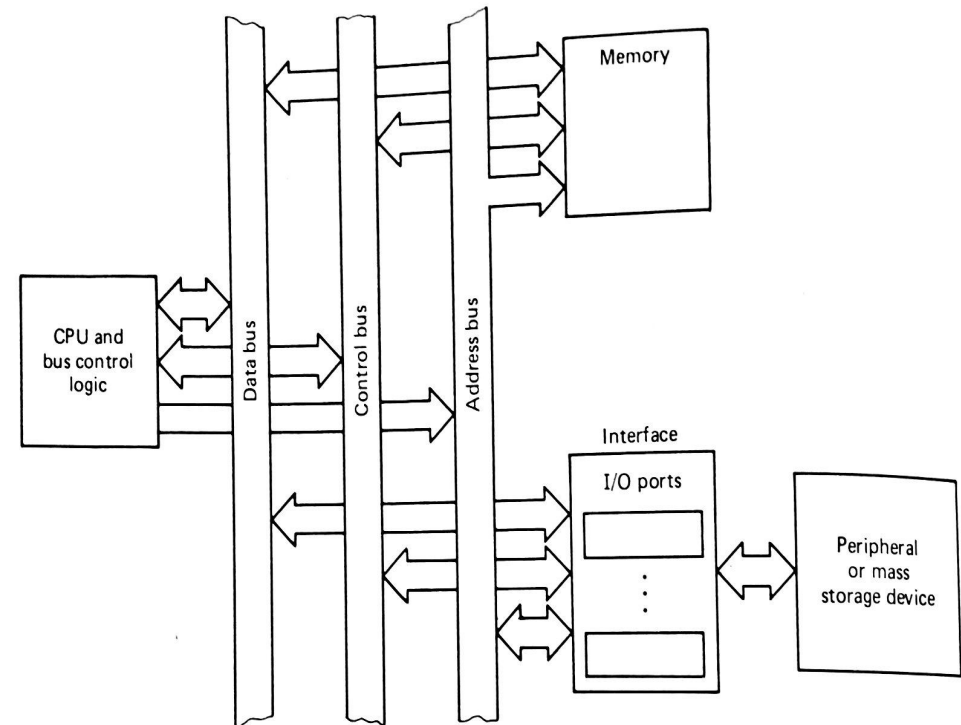 Memory
CPU and
bus control
logic
Data bus
Control bus
Address bus
Interface
I/O ports
Peripheral
or mass
storage device